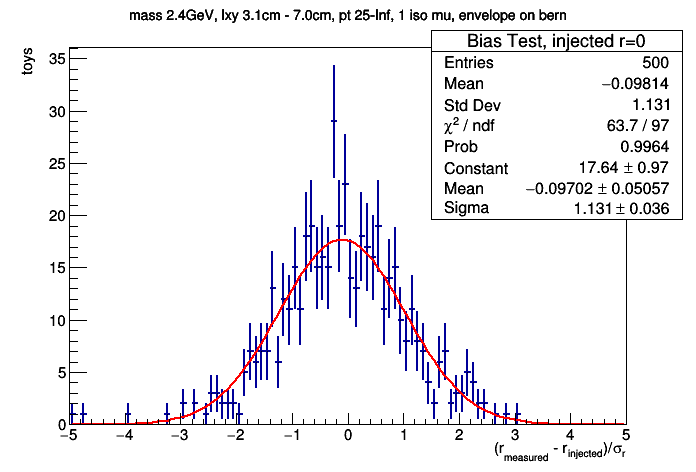 mass 2.4GeV, lxy 3.1cm - 7.0cm, pt 25-Inf, 1 iso mu, envelope on bern
toys
Bias Test, injected r=0
Entries 500
Mean −0.09814
Std Dev 1.131
χ² / ndf 63.7 / 97
Prob 0.9964
Constant 17.64 ± 0.97
Mean −0.09702 ± 0.05057
Sigma 1.131 ± 0.036
35
30
25
20
15
10
5
0
−5 −4 −3 −2 −1 0 1 2 3 4 5
(r_measured - r_injected)/σ_r